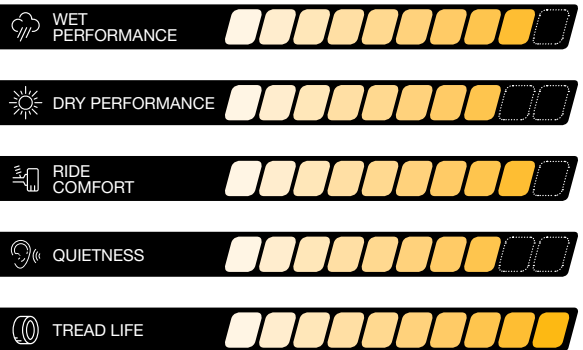 WET
PERFORMANCE
DRY PERFORMANCE
RIDE
COMFORT
QUIETNESS
TREAD LIFE